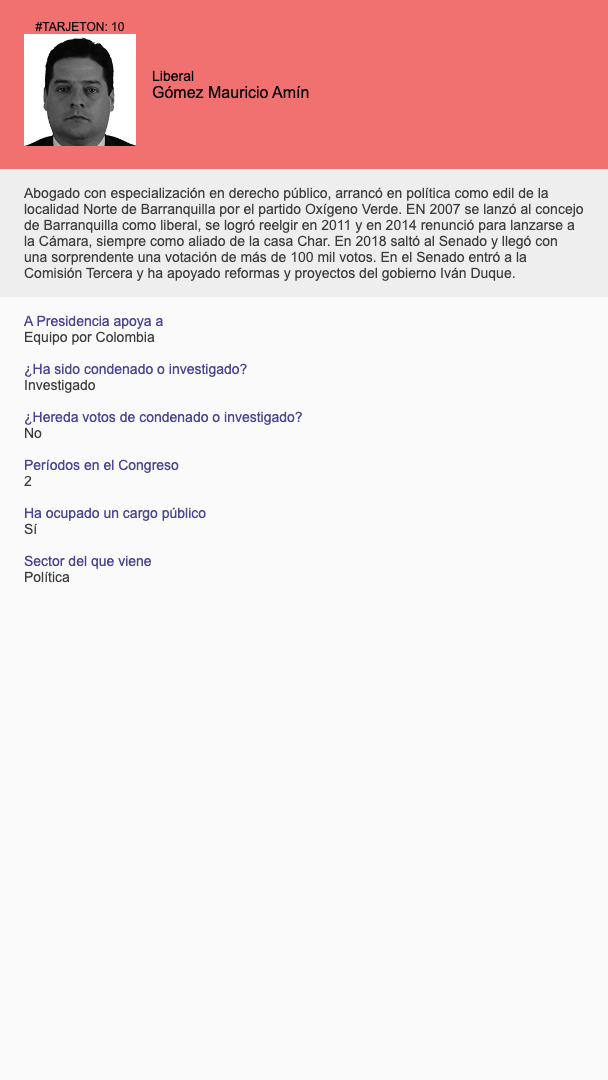 #TARJETON: 10
Liberal
Gómez Mauricio Amín
Abogado con especialización en derecho público, arrancó en política como edil de la
localidad Norte de Barranquilla por el partido Oxígeno Verde. EN 2007 se lanzó al concejo
de Barranquilla como liberal, se logró reelgir en 2011 y en 2014 renunció para lanzarse a
la Cámara, siempre como aliado de la casa Char. En 2018 saltó al Senado y llegó con
una sorprendente una votación de más de 100 mil votos. En el Senado entró a la
Comisión Tercera y ha apoyado reformas y proyectos del gobierno Iván Duque.
A Presidencia apoya a
Equipo por Colombia
¿Ha sido condenado o investigado?
Investigado
¿Hereda votos de condenado o investigado?
No
Períodos en el Congreso
2
Ha ocupado un cargo público
Sí
Sector del que viene
Política